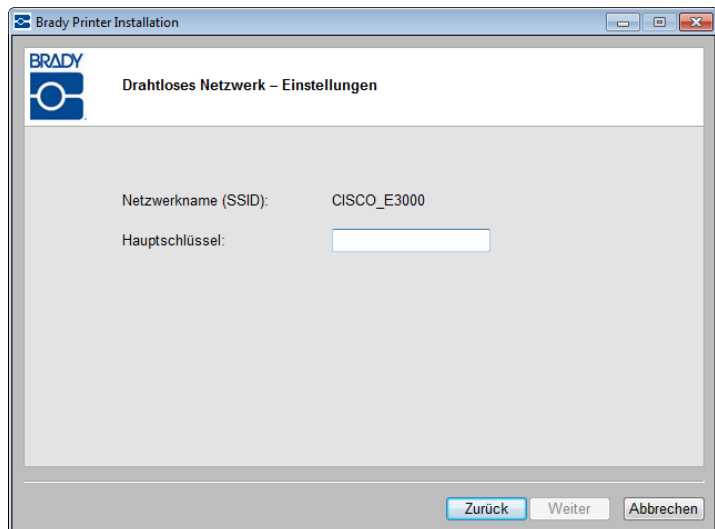 Brady Printer Installation
BRADY
Drahtloses Netzwerk – Einstellungen
Netzwerkname (SSID): CISCO_E3000
Hauptschlüssel:
Zurück Weiter Abbrechen